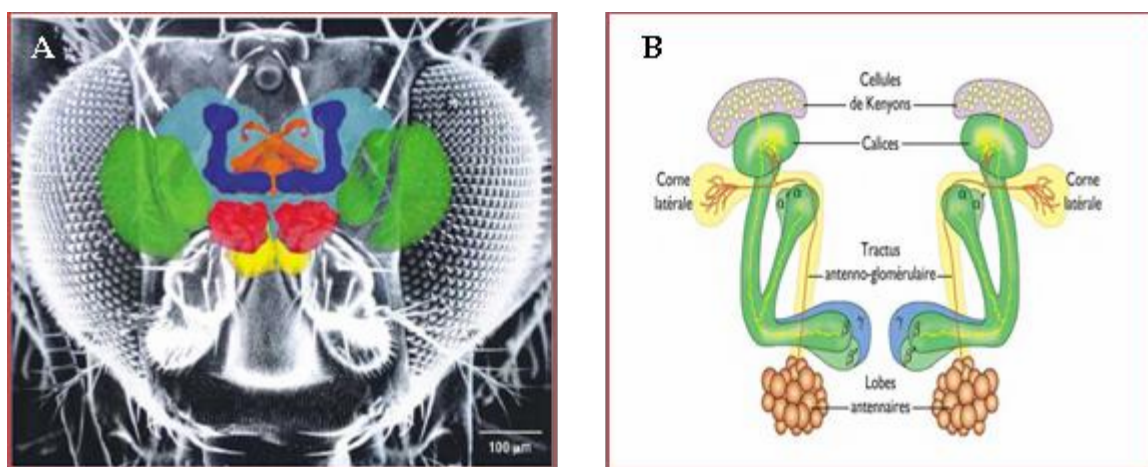 A
100 µm
B
Cellules
de Kenyons
Calices
Corne
latérale
Corne
latérale
α
α'
α
α'
Tractus
antenno-glomérulaire
γ
β
β'
γ
β
β'
Lobes
antennaires